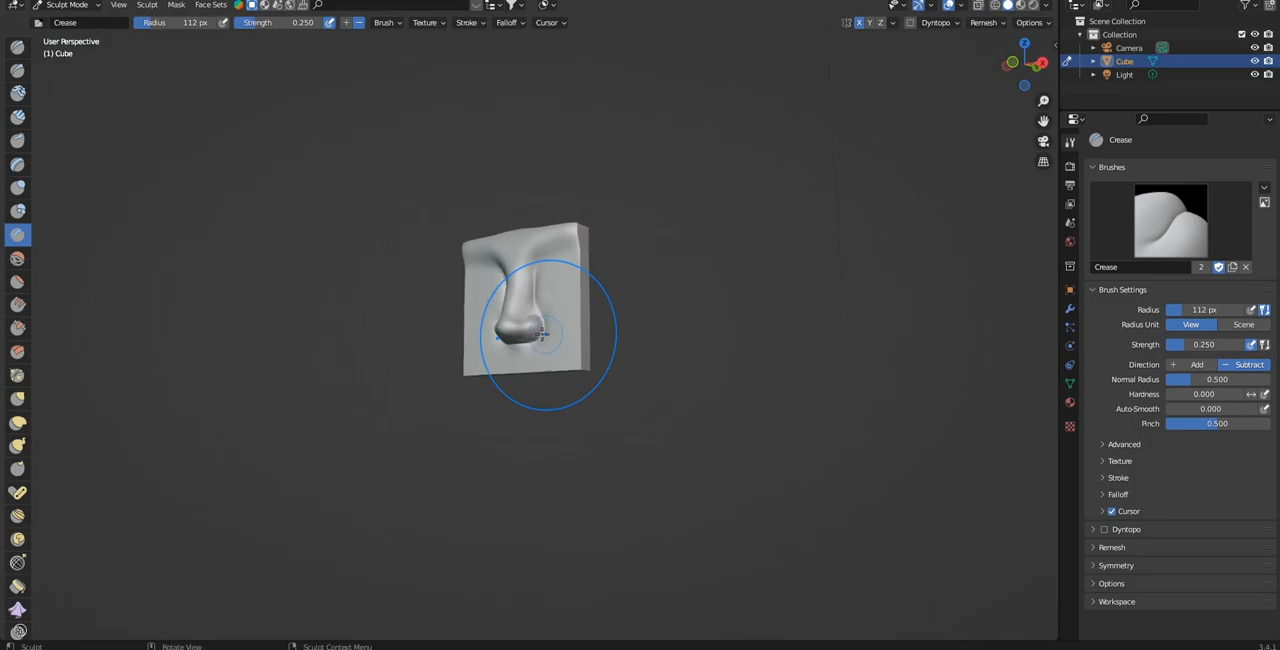 Sculpt Mode View Sculpt Mask Face Sets
Crease Radius 112 px Strength 0.250 Brush Texture Stroke Falloff Cursor X Y Z Dyntopo Remesh Options
User Perspective
(1) Cube
Z
X
Y
Scene Collection
Collection
Camera
Cube
Light
Crease
Brushes
Crease 2
Brush Settings
Radius 112 px
Radius Unit View Scene
Strength 0.250
Direction Add Subtract
Normal Radius 0.500
Hardness 0.000
Auto-Smooth 0.000
Pinch 0.500
Advanced
Texture
Stroke
Falloff
Cursor
Dyntopo
Remesh
Symmetry
Options
Workspace
Sculpt Rotate View Sculpt Context Menu 3.4.1